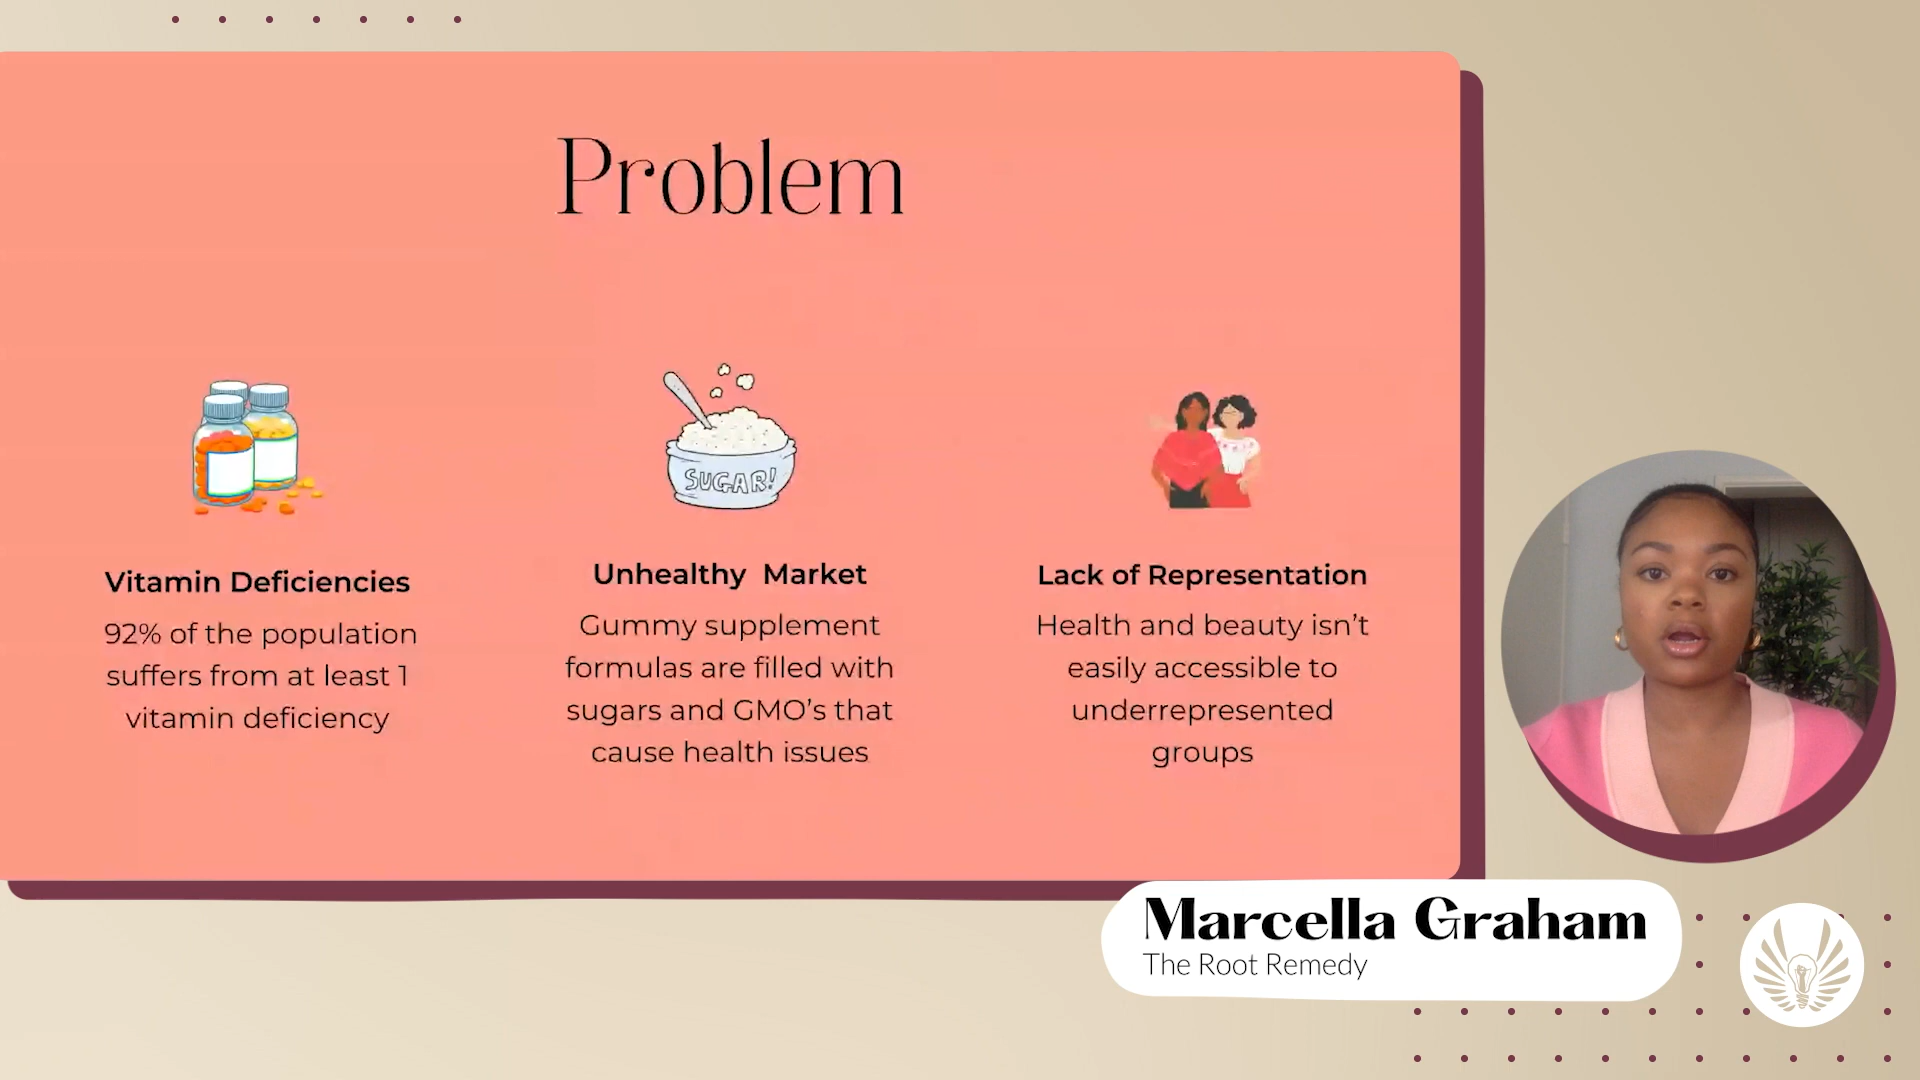 Problem
SUGAR!
Vitamin Deficiencies
92% of the population
suffers from at least 1
vitamin deficiency
Unhealthy Market
Gummy supplement
formulas are filled with
sugars and GMO's that
cause health issues
Lack of Representation
Health and beauty isn't
easily accessible to
underrepresented
groups
Marcella Graham
The Root Remedy